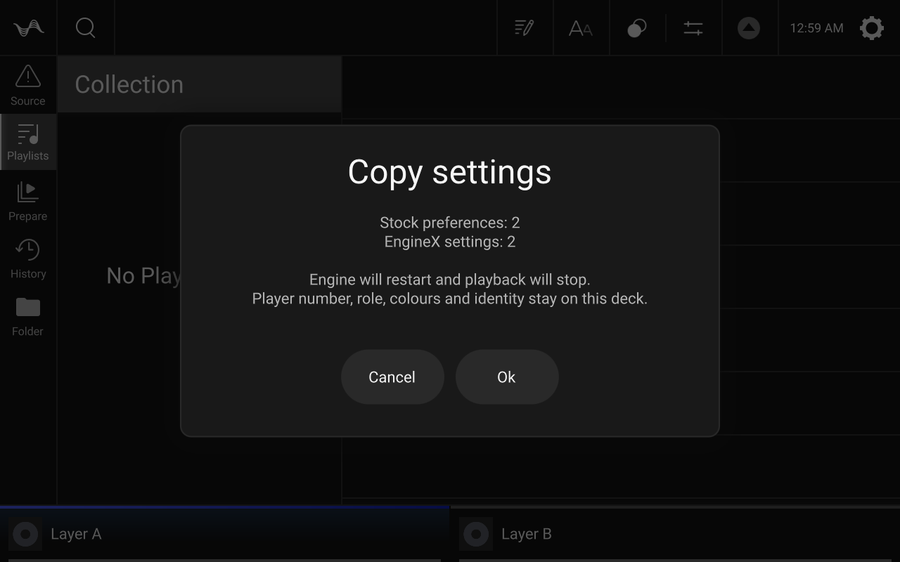 12:59 AM
Collection
Source
Playlists
Prepare
History
Folder
No Play
Copy settings
Stock preferences: 2
EngineX settings: 2
Engine will restart and playback will stop.
Player number, role, colours and identity stay on this deck.
Cancel
Ok
Layer A
Layer B